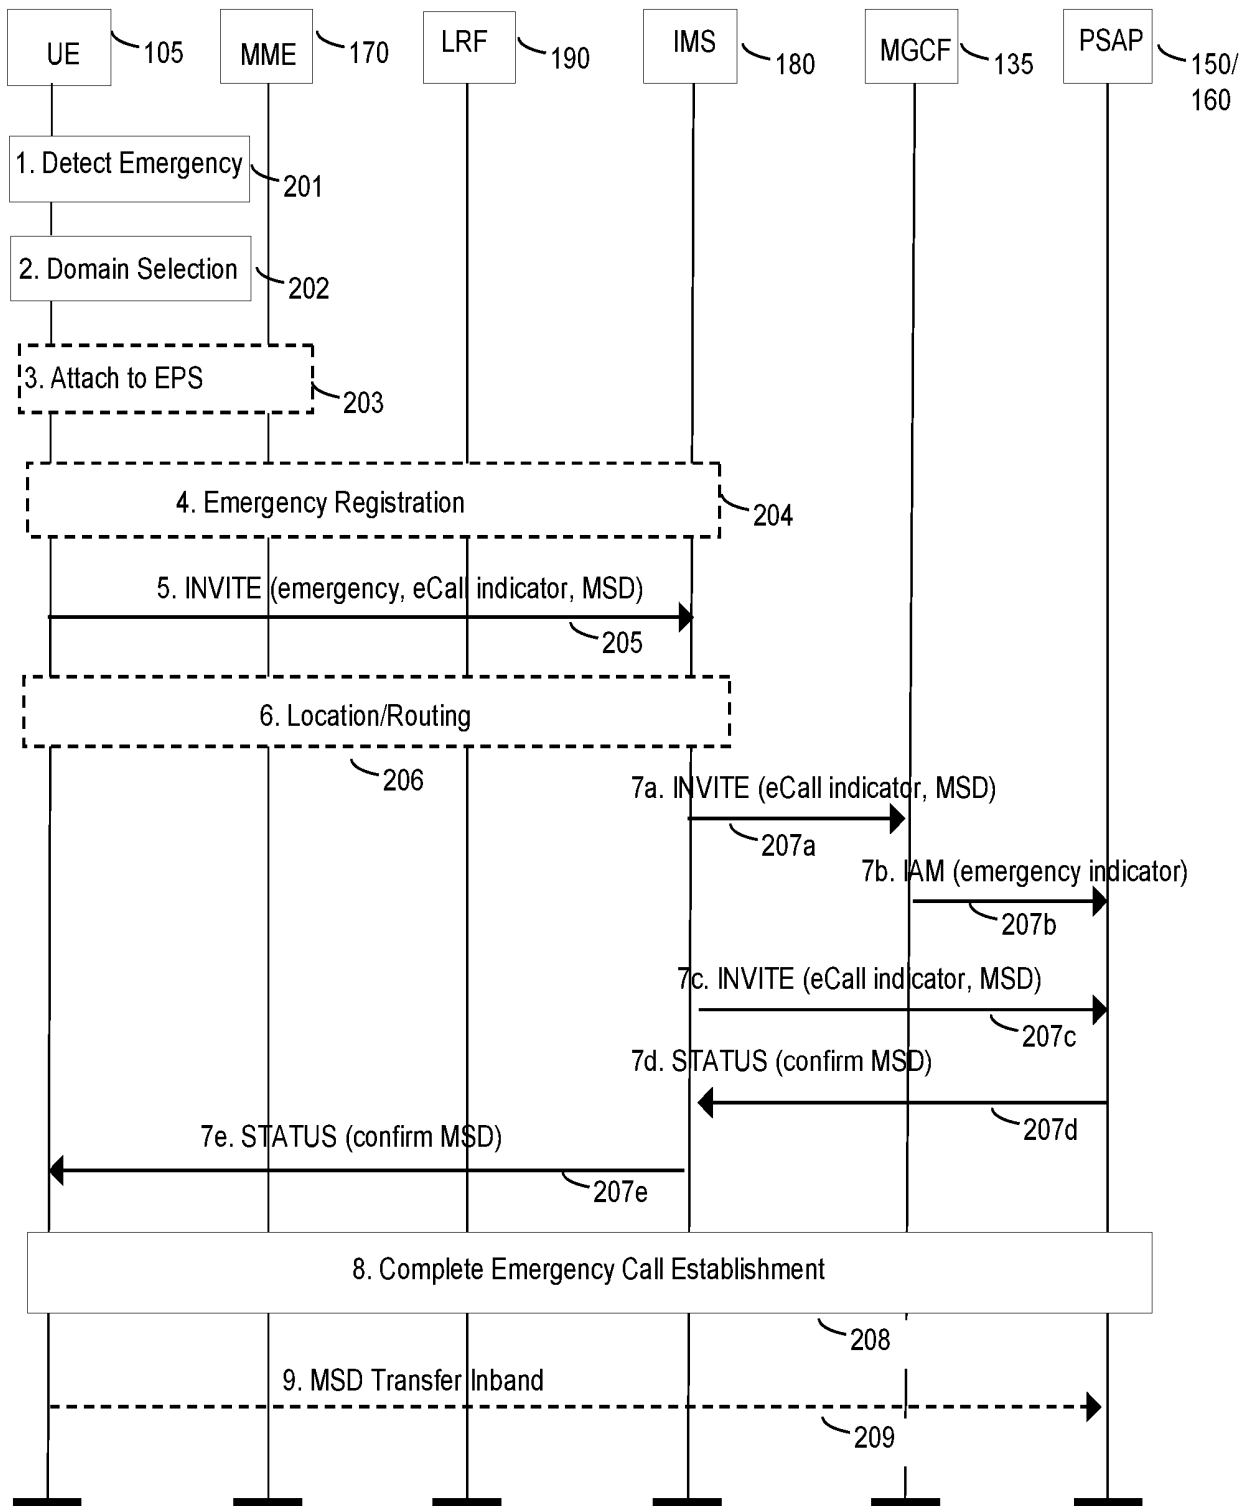 UE
105
MME
170
LRF
190
IMS
180
MGCF
135
PSAP
150/
160
1. Detect Emergency
201
2. Domain Selection
202
3. Attach to EPS
203
4. Emergency Registration
204
5. INVITE (emergency, eCall indicator, MSD)
205
6. Location/Routing
206
7a. INVITE (eCall indicator, MSD)
207a
7b. IAM (emergency indicator)
207b
7c. INVITE (eCall indicator, MSD)
207c
7d. STATUS (confirm MSD)
207d
7e. STATUS (confirm MSD)
207e
8. Complete Emergency Call Establishment
208
9. MSD Transfer Inband
209